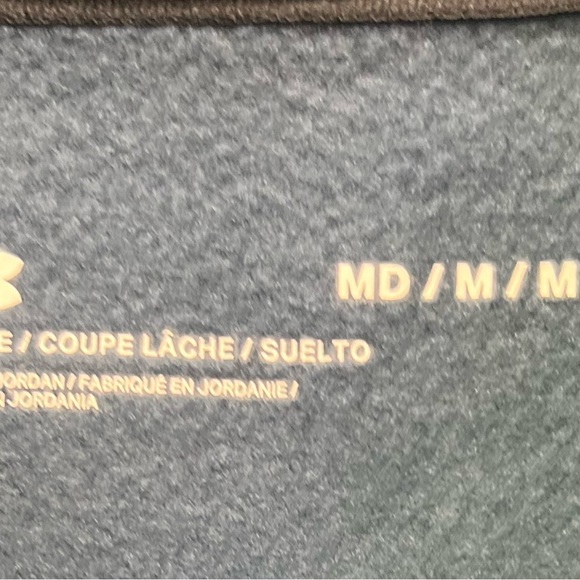 MD / M / M
E / COUPE LÂCHE / SUELTO
JORDAN / FABRIQUÉ EN JORDANIE /
N JORDANIA